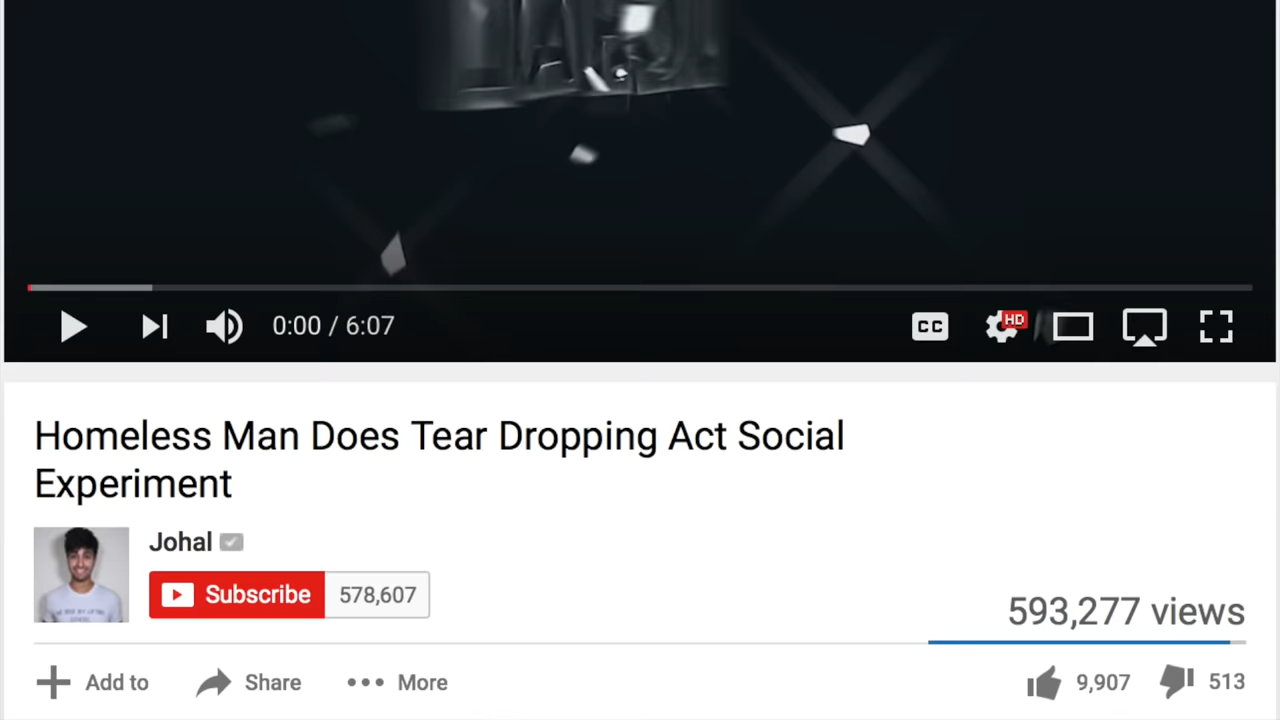 0:00 / 6:07
CC
HD
Homeless Man Does Tear Dropping Act Social
Experiment
Johal
Subscribe 578,607
593,277 views
Add to Share More 9,907 513